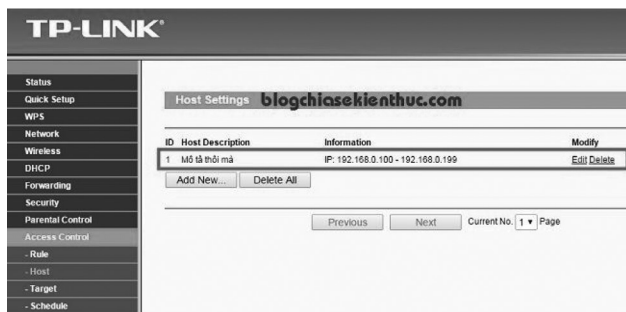 TP-LINK®
Status
Quick Setup
WPS
Network
Wireless
DHCP
Forwarding
Security
Parental Control
Access Control
- Rule
- Host
- Target
- Schedule
Host Settings
blogchiasekienthuc.com
ID Host Description Information Modify
1 Mô tả thôi mà IP: 192.168.0.100 - 192.168.0.199 Edit Delete
Add New... Delete All
Previous Next Current No. 1 Page